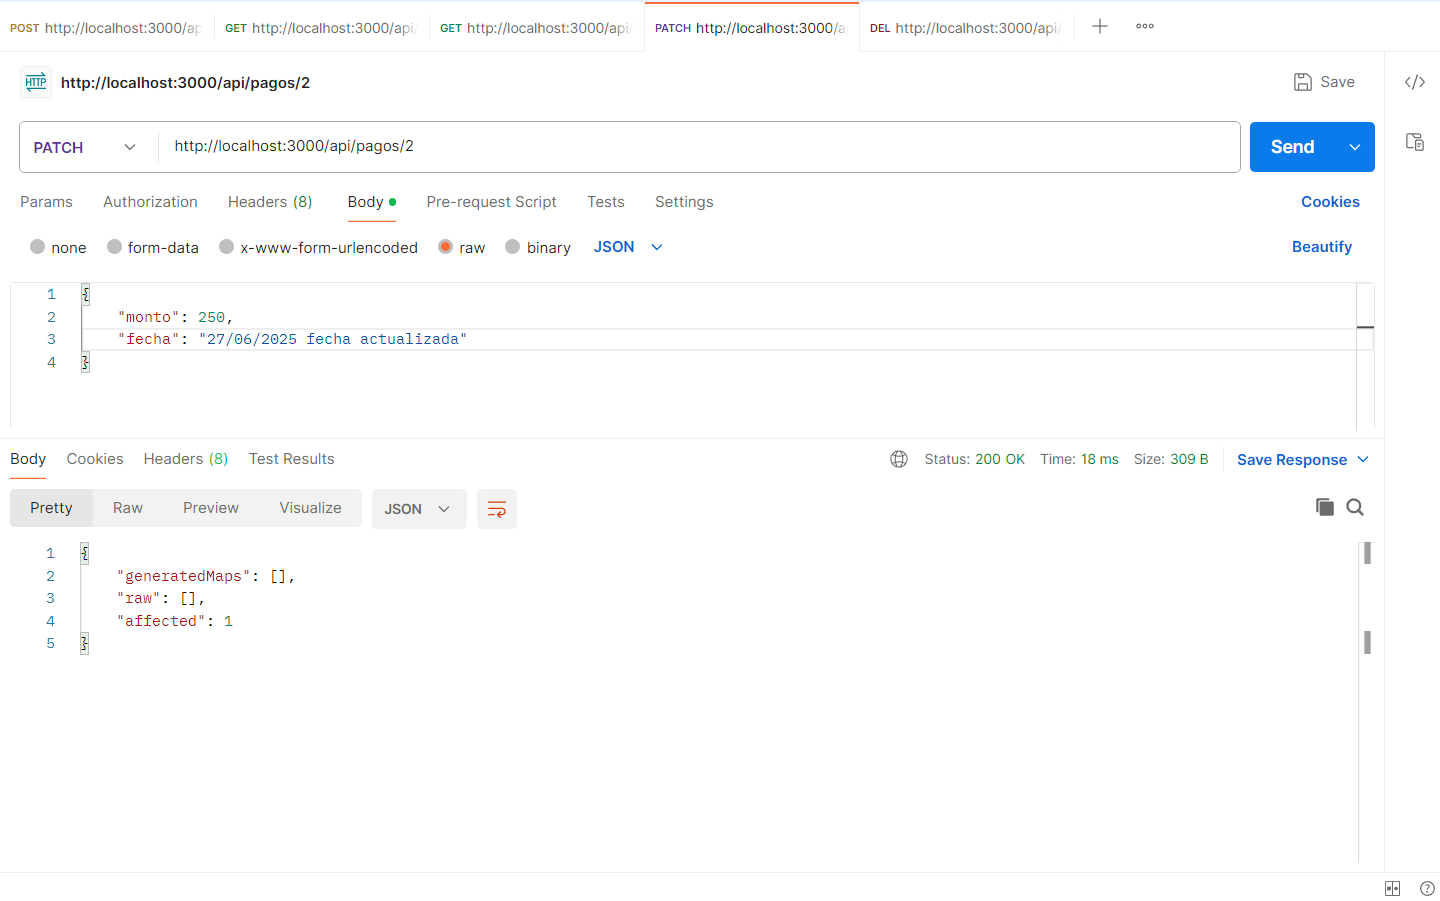 POST http://localhost:3000/ap
GET http://localhost:3000/api/
GET http://localhost:3000/api/
PATCH http://localhost:3000/a
DEL http://localhost:3000/api/
HTTP http://localhost:3000/api/pagos/2
Save
PATCH http://localhost:3000/api/pagos/2
Send
Params Authorization Headers (8) Body Pre-request Script Tests Settings Cookies
none form-data x-www-form-urlencoded raw binary JSON Beautify
1 {
2 "monto": 250,
3 "fecha": "27/06/2025 fecha actualizada"
4 }
Body Cookies Headers (8) Test Results Status: 200 OK Time: 18 ms Size: 309 B Save Response
Pretty Raw Preview Visualize JSON
1 {
2 "generatedMaps": [],
3 "raw": [],
4 "affected": 1
5 }